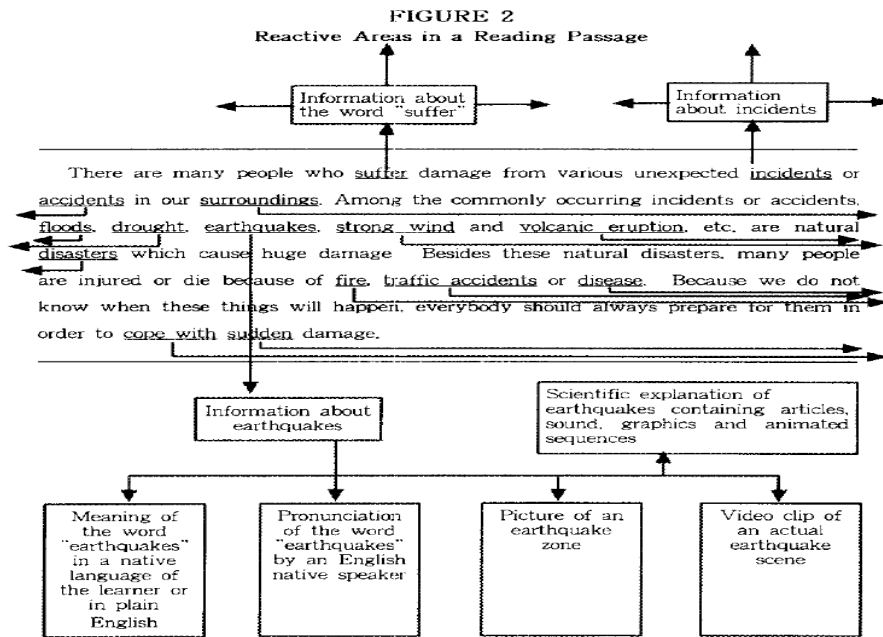 FIGURE 2
Reactive Areas in a Reading Passage
Information about
the word "suffer"
Information
about incidents
There are many people who suffer damage from various unexpected incidents or
accidents in our surroundings. Among the commonly occurring incidents or accidents,
floods, drought, earthquakes, strong wind and volcanic eruption, etc. are natural
disasters which cause huge damage Besides these natural disasters, many people
are injured or die because of fire, traffic accidents or disease. Because we do not
know when these things will happen, everybody should always prepare for them in
order to cope with sudden damage.
Information about
earthquakes
Scientific explanation of
earthquakes containing articles,
sound, graphics and animated
sequences
Meaning of
the word
"earthquakes"
in a native
language of
the learner or
in plain
English
Pronunciation
of the word
"earthquakes"
by an English
native speaker
Picture of an
earthquake
zone
Video clip of
an actual
earthquake
scene